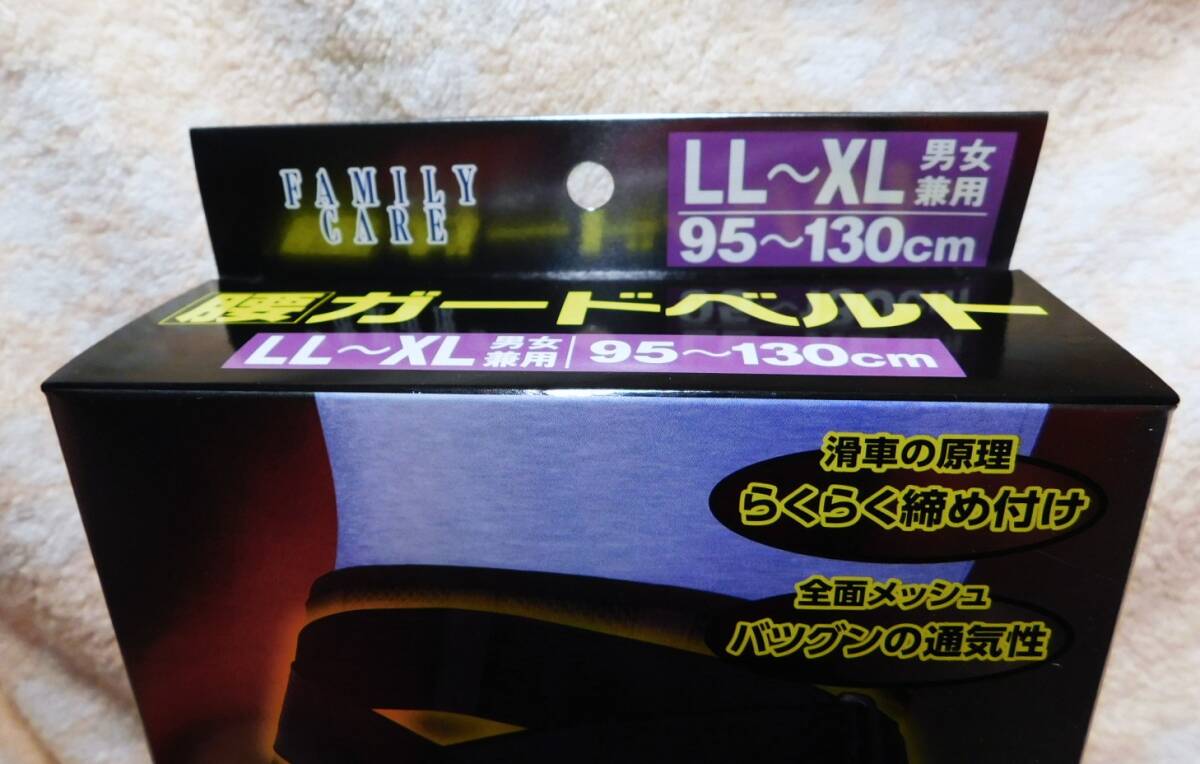 FAMILY
CARE
LL～XL 男女兼用
95～130cm
腰ガードベルト
LL～XL 男女兼用 95～130cm
滑車の原理
らくらく締め付け
全面メッシュ
バツグンの通気性